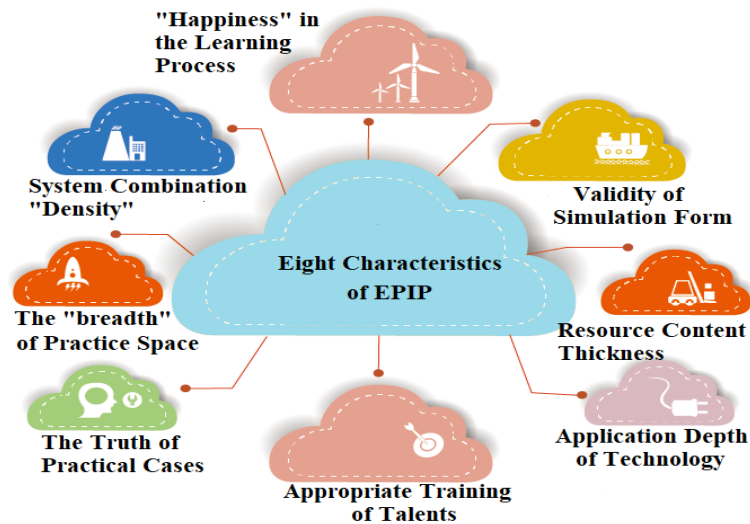 "Happiness" in
the Learning
Process
System Combination
"Density"
Validity of
Simulation Form
Eight Characteristics
of EPIP
The "breadth"
of Practice Space
Resource Content
Thickness
The Truth of
Practical Cases
Application Depth
of Technology
Appropriate Training
of Talents